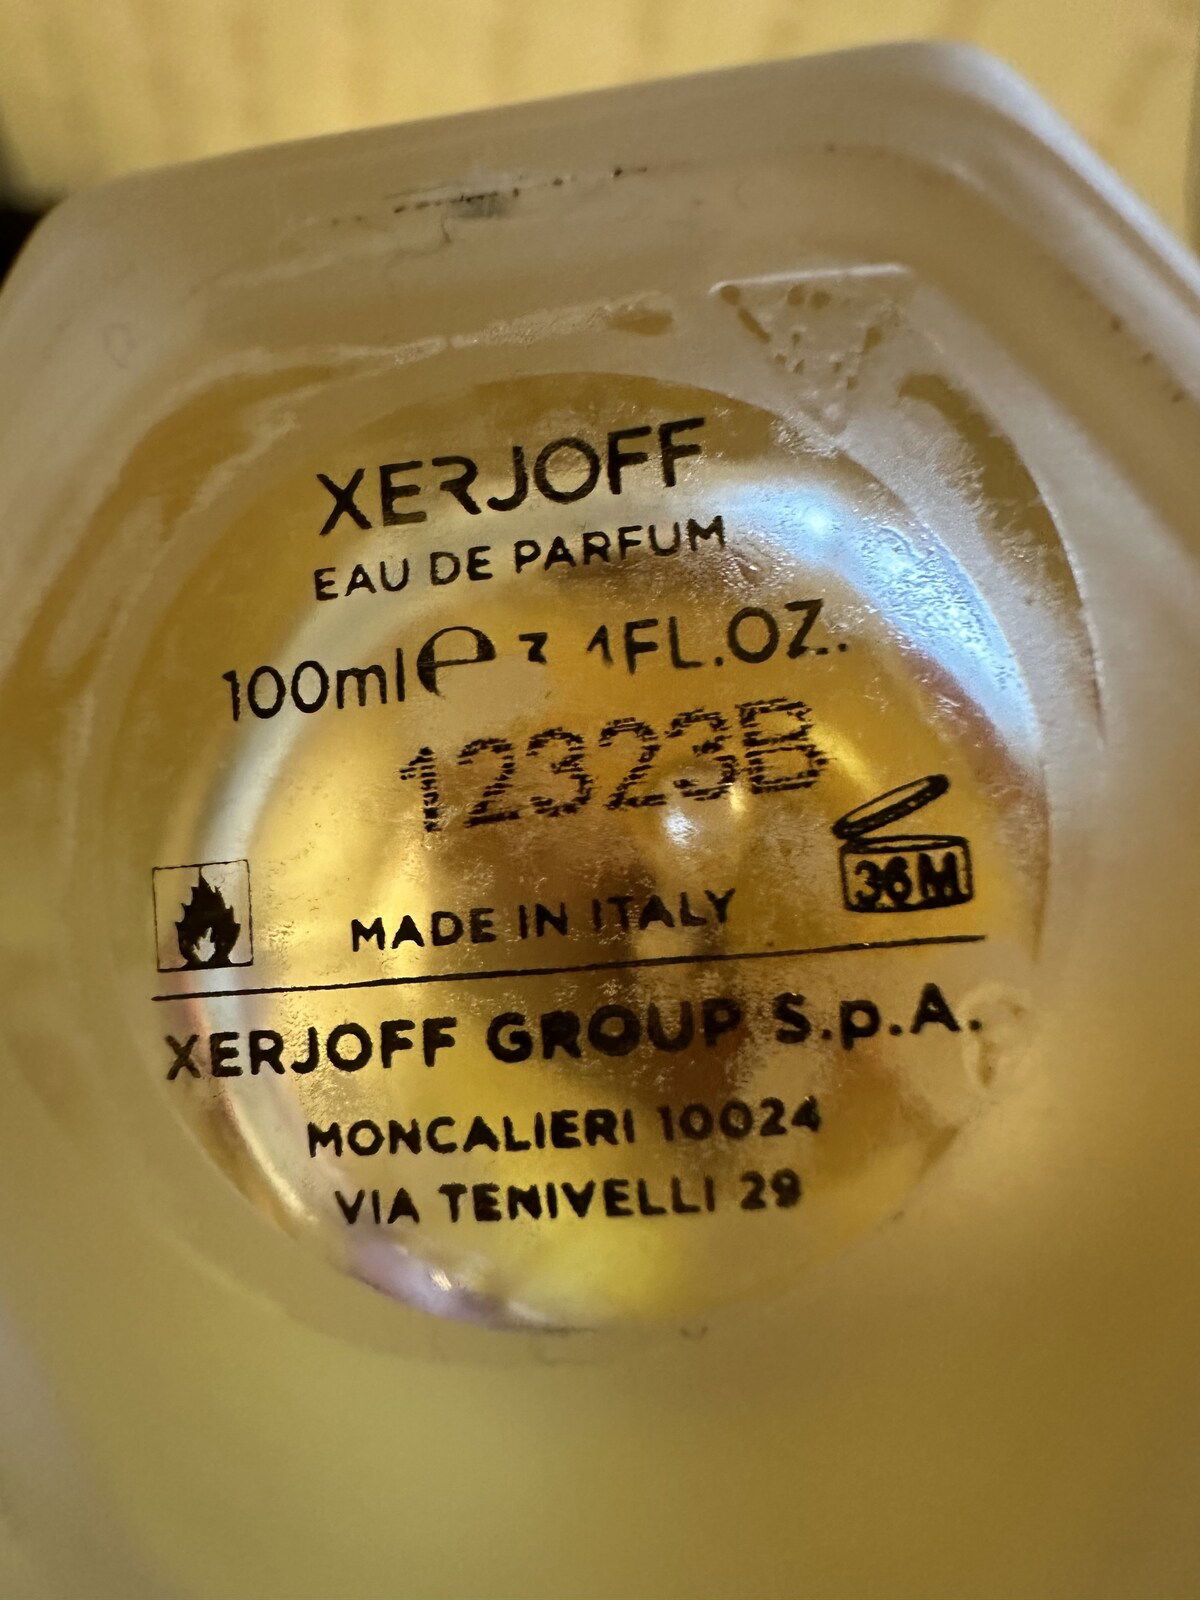 XERJOFF
EAU DE PARFUM
100ml ℮ 3.4FL.OZ.
12323B
36M
MADE IN ITALY
XERJOFF GROUP S.p.A.
MONCALIERI 10024
VIA TENIVELLI 29